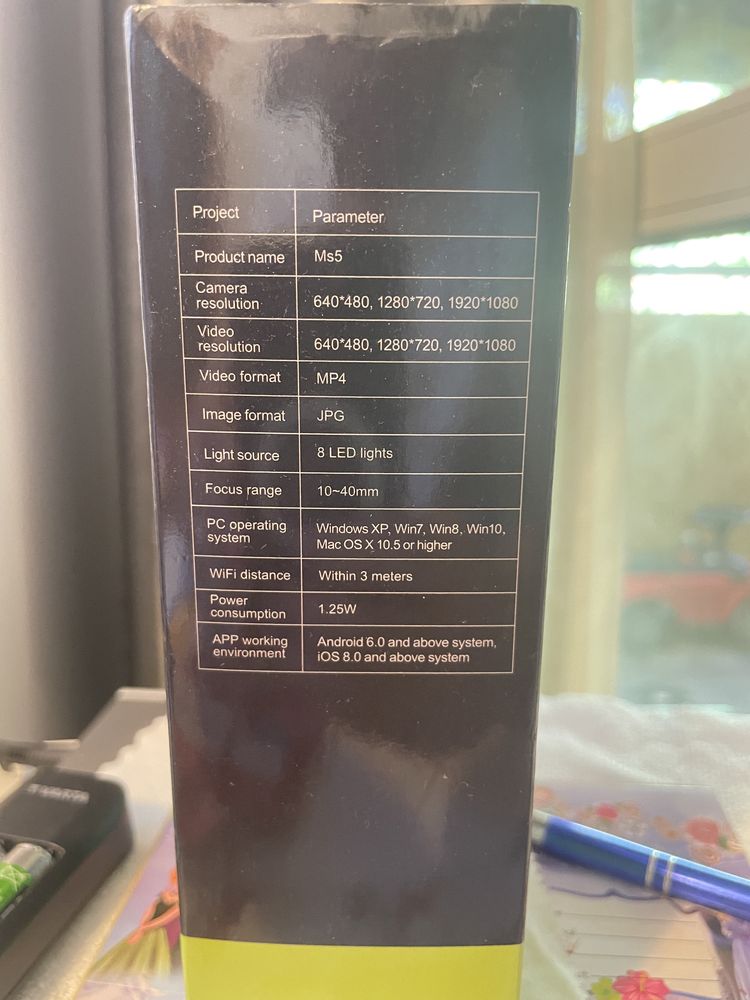 Project Parameter
Product name Ms5
Camera
resolution 640*480, 1280*720, 1920*1080
Video
resolution 640*480, 1280*720, 1920*1080
Video format MP4
Image format JPG
Light source 8 LED lights
Focus range 10~40mm
PC operating
system
Windows XP, Win7, Win8, Win10,
Mac OS X 10.5 or higher
WiFi distance Within 3 meters
Power
consumption 1.25W
APP working
environment
Android 6.0 and above system,
iOS 8.0 and above system